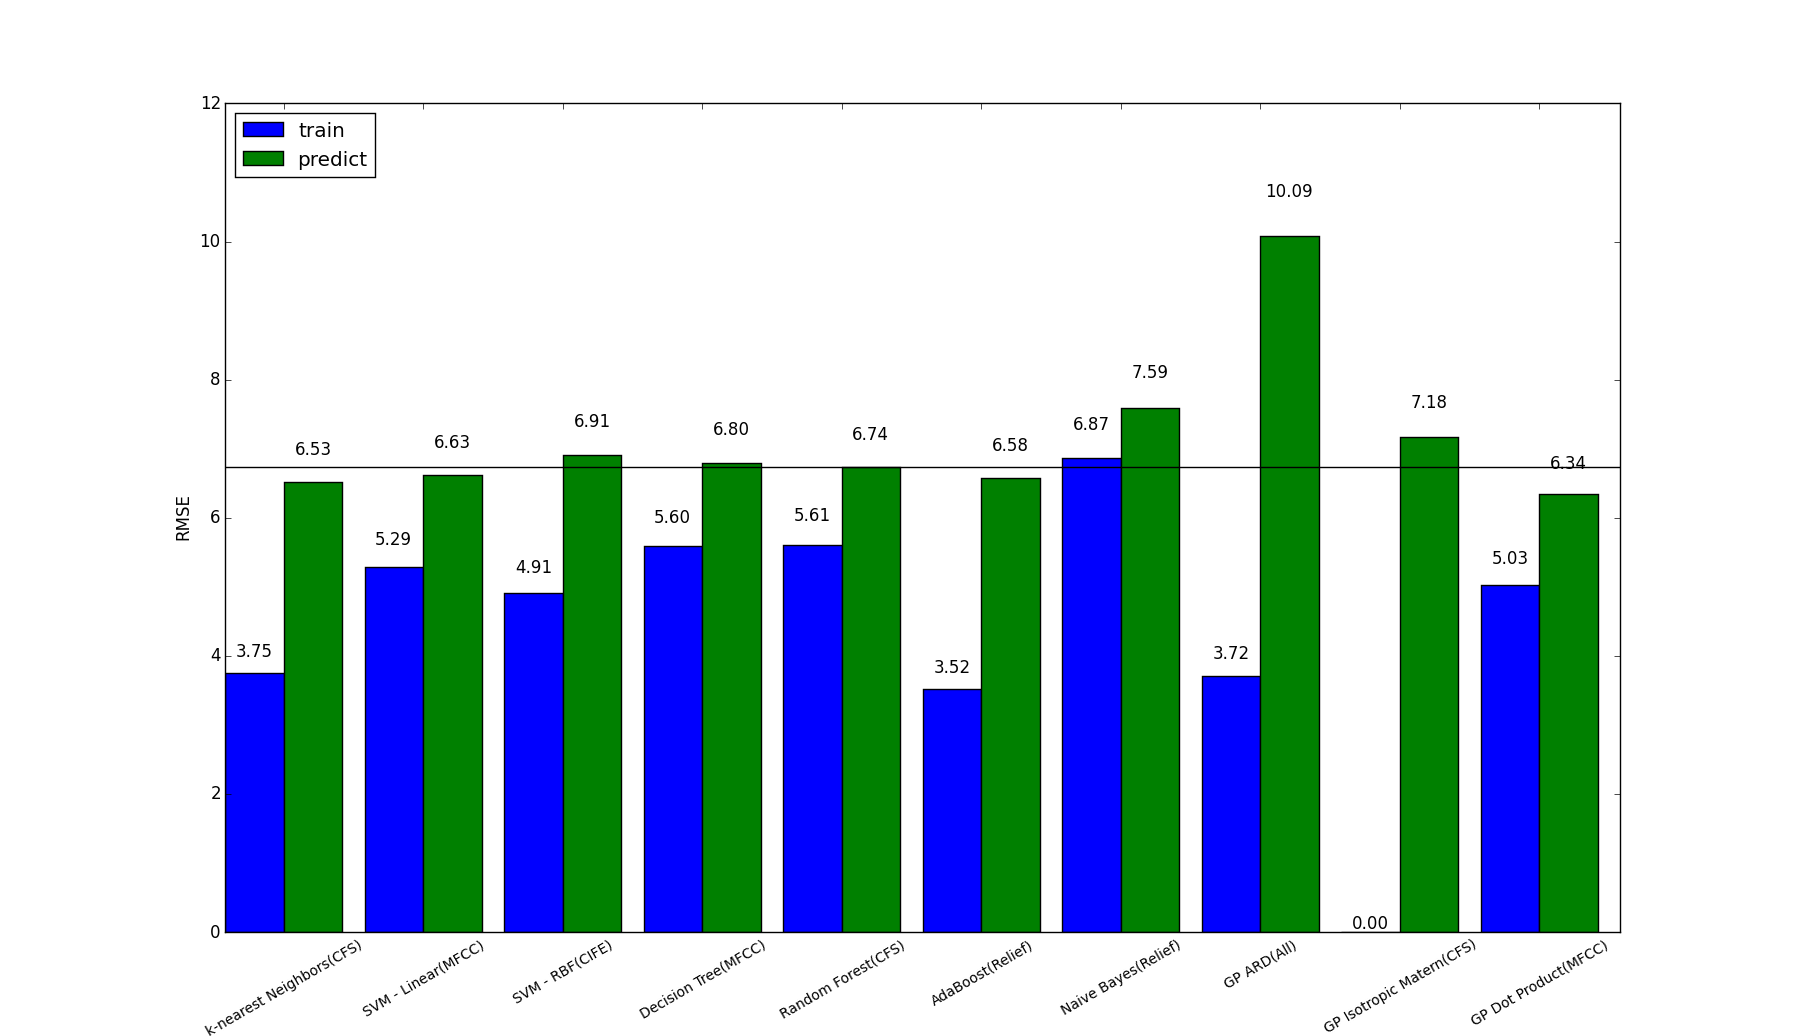 12
10
8
6
4
2
0
RMSE
train
predict
3.75
6.53
5.29
6.63
4.91
6.91
5.60
6.80
5.61
6.74
3.52
6.58
6.87
7.59
3.72
10.09
0.00
7.18
5.03
6.34
k-nearest Neighbors(CFS)
SVM - Linear(MFCC)
SVM - RBF(CIFE)
Decision Tree(MFCC)
Random Forest(CFS)
AdaBoost(Relief)
Naive Bayes(Relief)
GP ARD(All)
GP Isotropic Matern(CFS)
GP Dot Product(MFCC)